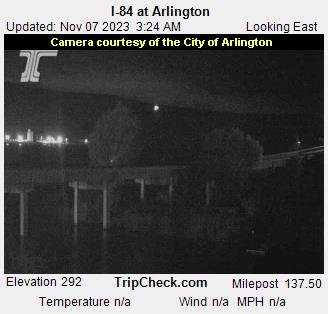 I-84 at Arlington
Updated: Nov 07 2023 3:24 AM Looking East
Camera courtesy of the City of Arlington
Elevation 292 TripCheck.com Milepost 137.50
Temperature n/a Wind n/a MPH n/a